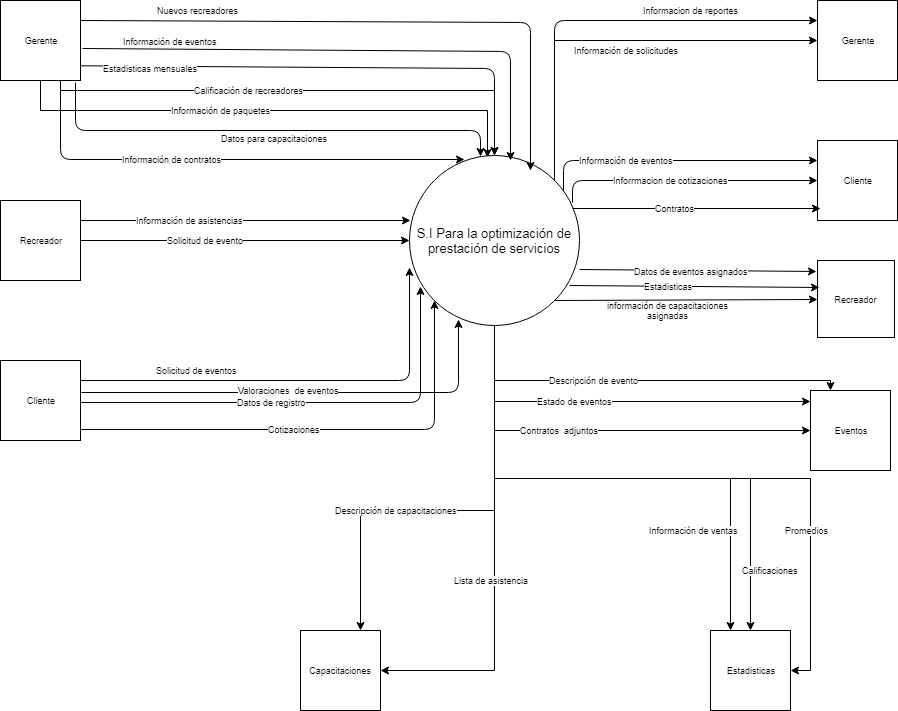 Nuevos recreadores
Gerente
Información de eventos
Estadisticas mensuales
Calificación de recreadores
Información de paquetes
Datos para capacitaciones
Información de contratos
Informacion de reportes
Gerente
Información de solicitudes
Información de eventos
Informacion de cotizaciones
Cliente
Contratos
Información de asistencias
Recreador
Solicitud de evento
S.I Para la optimización de
prestación de servicios
Datos de eventos asignados
Estadisticas
Recreador
información de capacitaciones
asignadas
Solicitud de eventos
Valoraciones de eventos
Cliente
Datos de registro
Cotizaciones
Descripción de evento
Estado de eventos
Contratos adjuntos
Eventos
Descripción de capacitaciones
Información de ventas
Promedios
Calificaciones
Lista de asistencia
Capacitaciones
Estadisticas